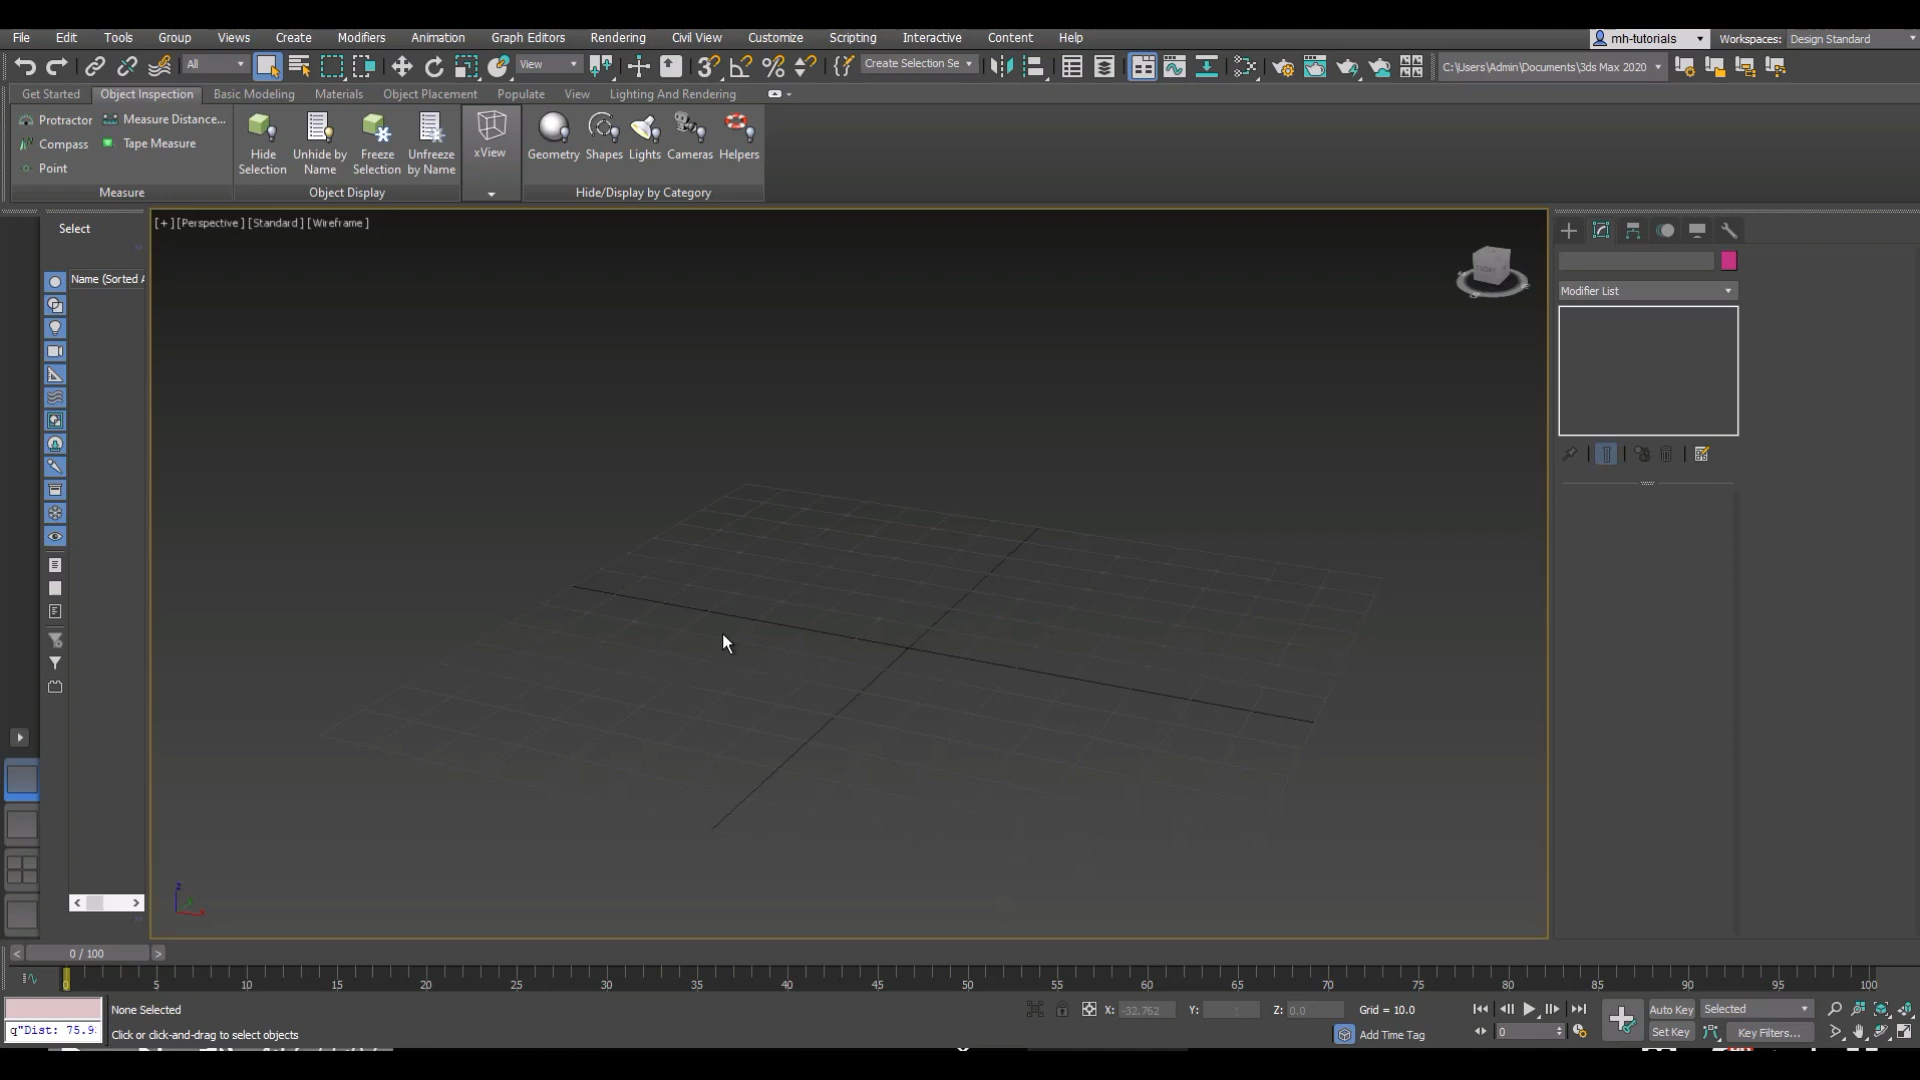 File Edit Tools Group Views Create Modifiers Animation Graph Editors Rendering Civil View Customize Scripting Interactive Content Help mh-tutorials Workspaces: Design Standard
All View Create Selection Se C:\Users\Admin\Documents\3ds Max 2020
Get Started Object Inspection Basic Modeling Materials Object Placement Populate View Lighting And Rendering
Protractor Measure Distance...
Compass Tape Measure
Point
Hide Selection
Unhide by Name
Freeze Selection
Unfreeze by Name
xView
Geometry Shapes Lights Cameras Helpers
Measure Object Display Hide/Display by Category
Select
[+] [Perspective] [Standard] [Wireframe]
Name (Sorted A
Modifier List
FRONT
z
x
< >
< 0 / 100 >
0 5 10 15 20 25 30 35 40 45 50 55 60 65 70 75 80 85 90 95 100
None Selected
X: -32.762 Y: Z: 0.0 Grid = 10.0
Auto Key Selected
q"Dist: 75.9
Click or click-and-drag to select objects
Add Time Tag
0
Set Key Key Filters...